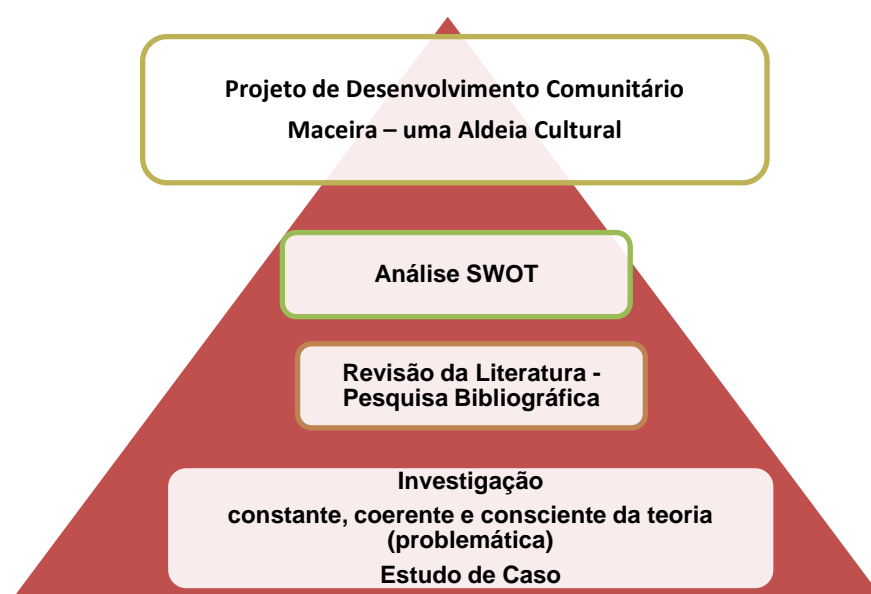 Projeto de Desenvolvimento Comunitário
Maceira – uma Aldeia Cultural
Análise SWOT
Revisão da Literatura -
Pesquisa Bibliográfica
Investigação
constante, coerente e consciente da teoria
(problemática)
Estudo de Caso